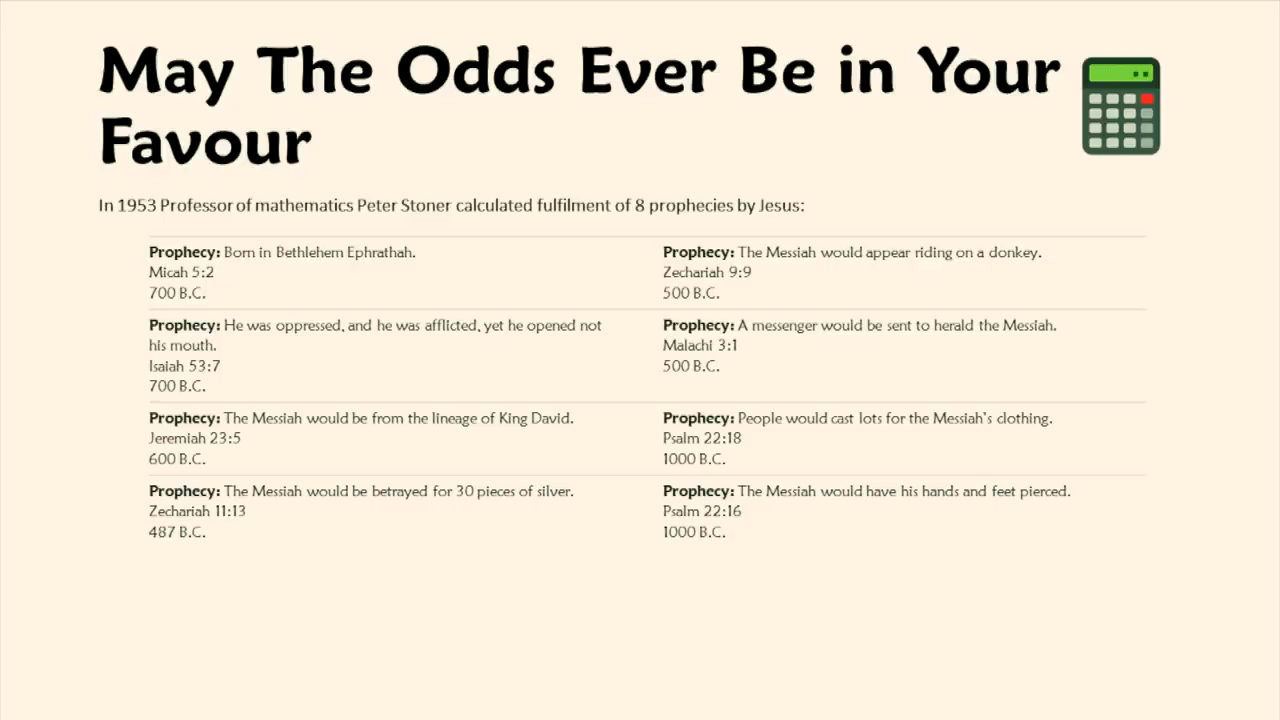 May The Odds Ever Be in Your
Favour
In 1953 Professor of mathematics Peter Stoner calculated fulfilment of 8 prophecies by Jesus:
Prophecy: Born in Bethlehem Ephrathah.
Micah 5:2
700 B.C.
Prophecy: The Messiah would appear riding on a donkey.
Zechariah 9:9
500 B.C.
Prophecy: He was oppressed, and he was afflicted, yet he opened not
his mouth.
Isaiah 53:7
700 B.C.
Prophecy: A messenger would be sent to herald the Messiah.
Malachi 3:1
500 B.C.
Prophecy: The Messiah would be from the lineage of King David.
Jeremiah 23:5
600 B.C.
Prophecy: People would cast lots for the Messiah's clothing.
Psalm 22:18
1000 B.C.
Prophecy: The Messiah would be betrayed for 30 pieces of silver.
Zechariah 11:13
487 B.C.
Prophecy: The Messiah would have his hands and feet pierced.
Psalm 22:16
1000 B.C.